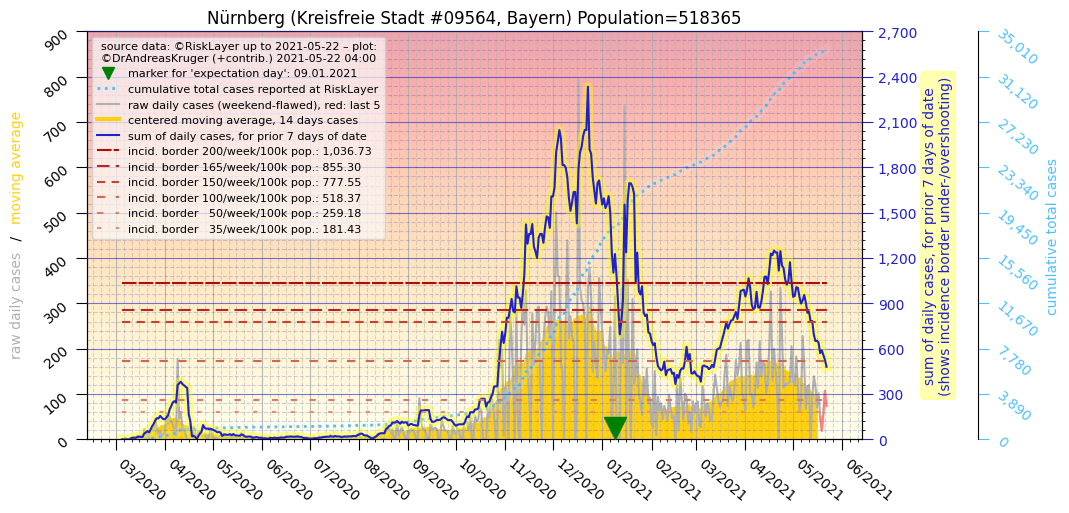 Nürnberg (Kreisfreie Stadt #09564, Bayern) Population=518365
source data: ©RiskLayer up to 2021-05-22 – plot:
©DrAndreasKruger (+contrib.) 2021-05-22 04:00
marker for 'expectation day': 09.01.2021
cumulative total cases reported at RiskLayer
raw daily cases (weekend-flawed), red: last 5
centered moving average, 14 days cases
sum of daily cases, for prior 7 days of date
incid. border 200/week/100k pop.: 1,036.73
incid. border 165/week/100k pop.: 855.30
incid. border 150/week/100k pop.: 777.55
incid. border 100/week/100k pop.: 518.37
incid. border 50/week/100k pop.: 259.18
incid. border 35/week/100k pop.: 181.43
raw daily cases / moving average
900
800
700
600
500
400
300
200
100
0
03/2020
04/2020
05/2020
06/2020
07/2020
08/2020
09/2020
10/2020
11/2020
12/2020
01/2021
02/2021
03/2021
04/2021
05/2021
06/2021
2,700
2,400
2,100
1,800
1,500
1,200
900
600
300
0
sum of daily cases, for prior 7 days of date
(shows incidence border under-/overshooting)
35,010
31,120
27,230
23,340
19,450
15,560
11,670
7,780
3,890
0
cumulative total cases